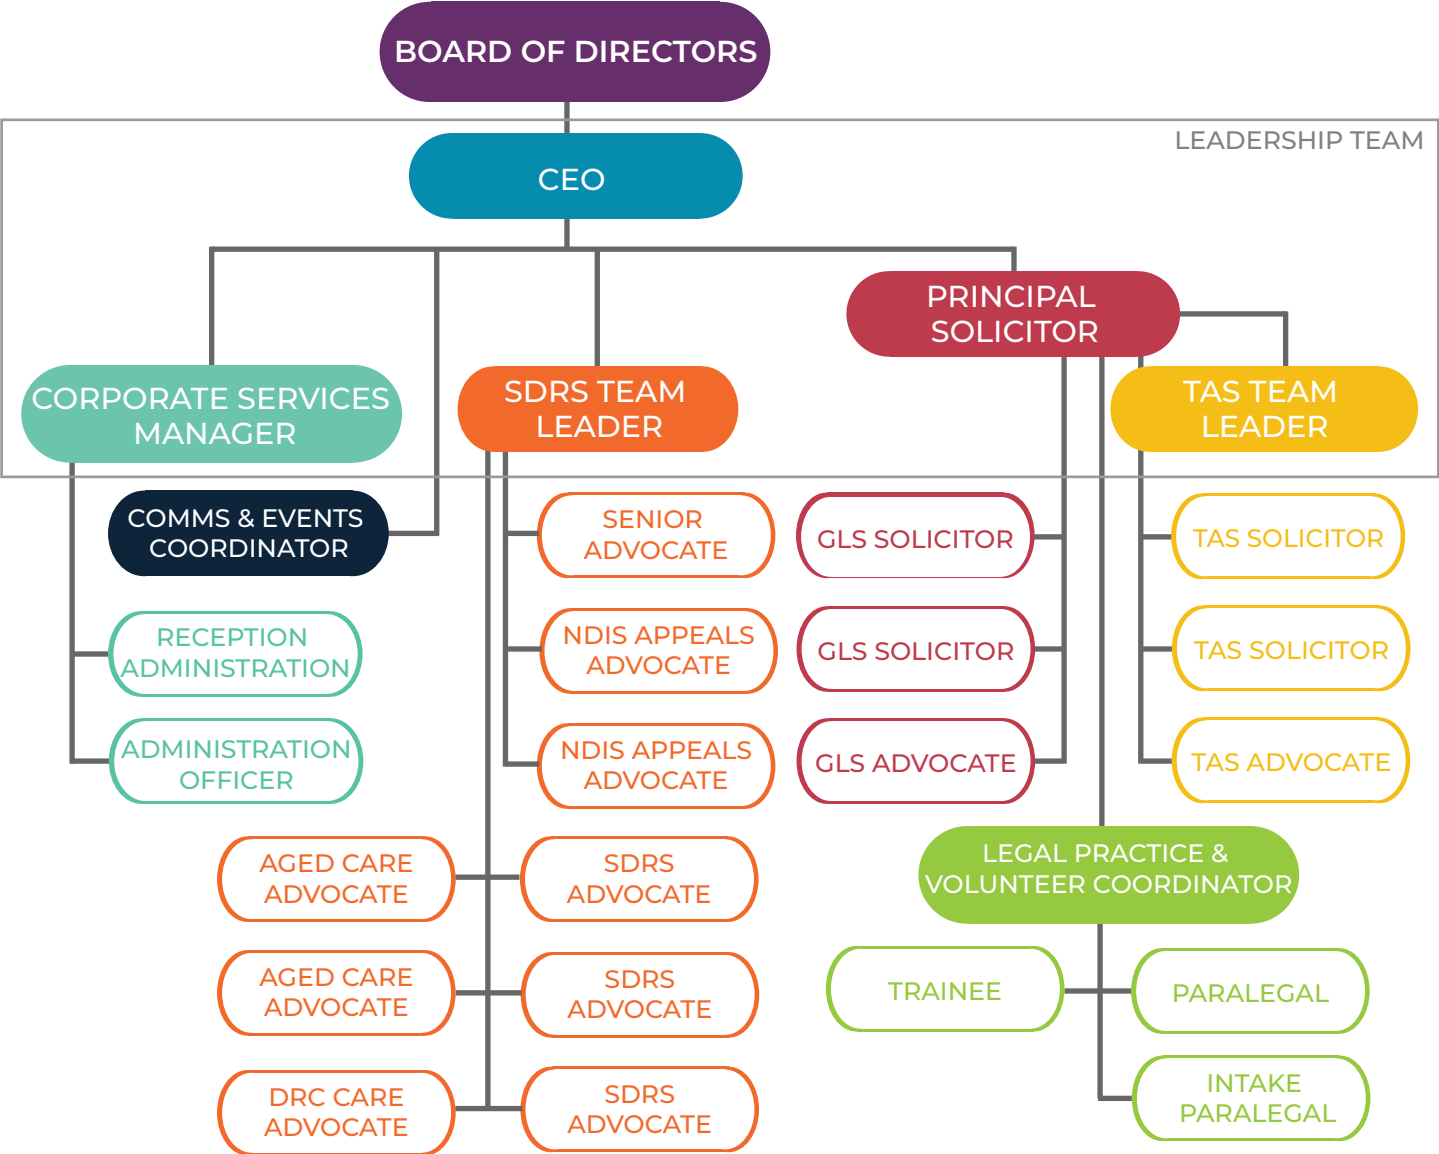 BOARD OF DIRECTORS
LEADERSHIP TEAM
CEO
PRINCIPAL
SOLICITOR
CORPORATE SERVICES
MANAGER
SDRS TEAM
LEADER
TAS TEAM
LEADER
COMMS & EVENTS
COORDINATOR
SENIOR
ADVOCATE
GLS SOLICITOR
TAS SOLICITOR
RECEPTION
ADMINISTRATION
NDIS APPEALS
ADVOCATE
GLS SOLICITOR
TAS SOLICITOR
ADMINISTRATION
OFFICER
NDIS APPEALS
ADVOCATE
GLS ADVOCATE
TAS ADVOCATE
AGED CARE
ADVOCATE
SDRS
ADVOCATE
LEGAL PRACTICE &
VOLUNTEER COORDINATOR
AGED CARE
ADVOCATE
SDRS
ADVOCATE
TRAINEE
PARALEGAL
DRC CARE
ADVOCATE
SDRS
ADVOCATE
INTAKE
PARALEGAL